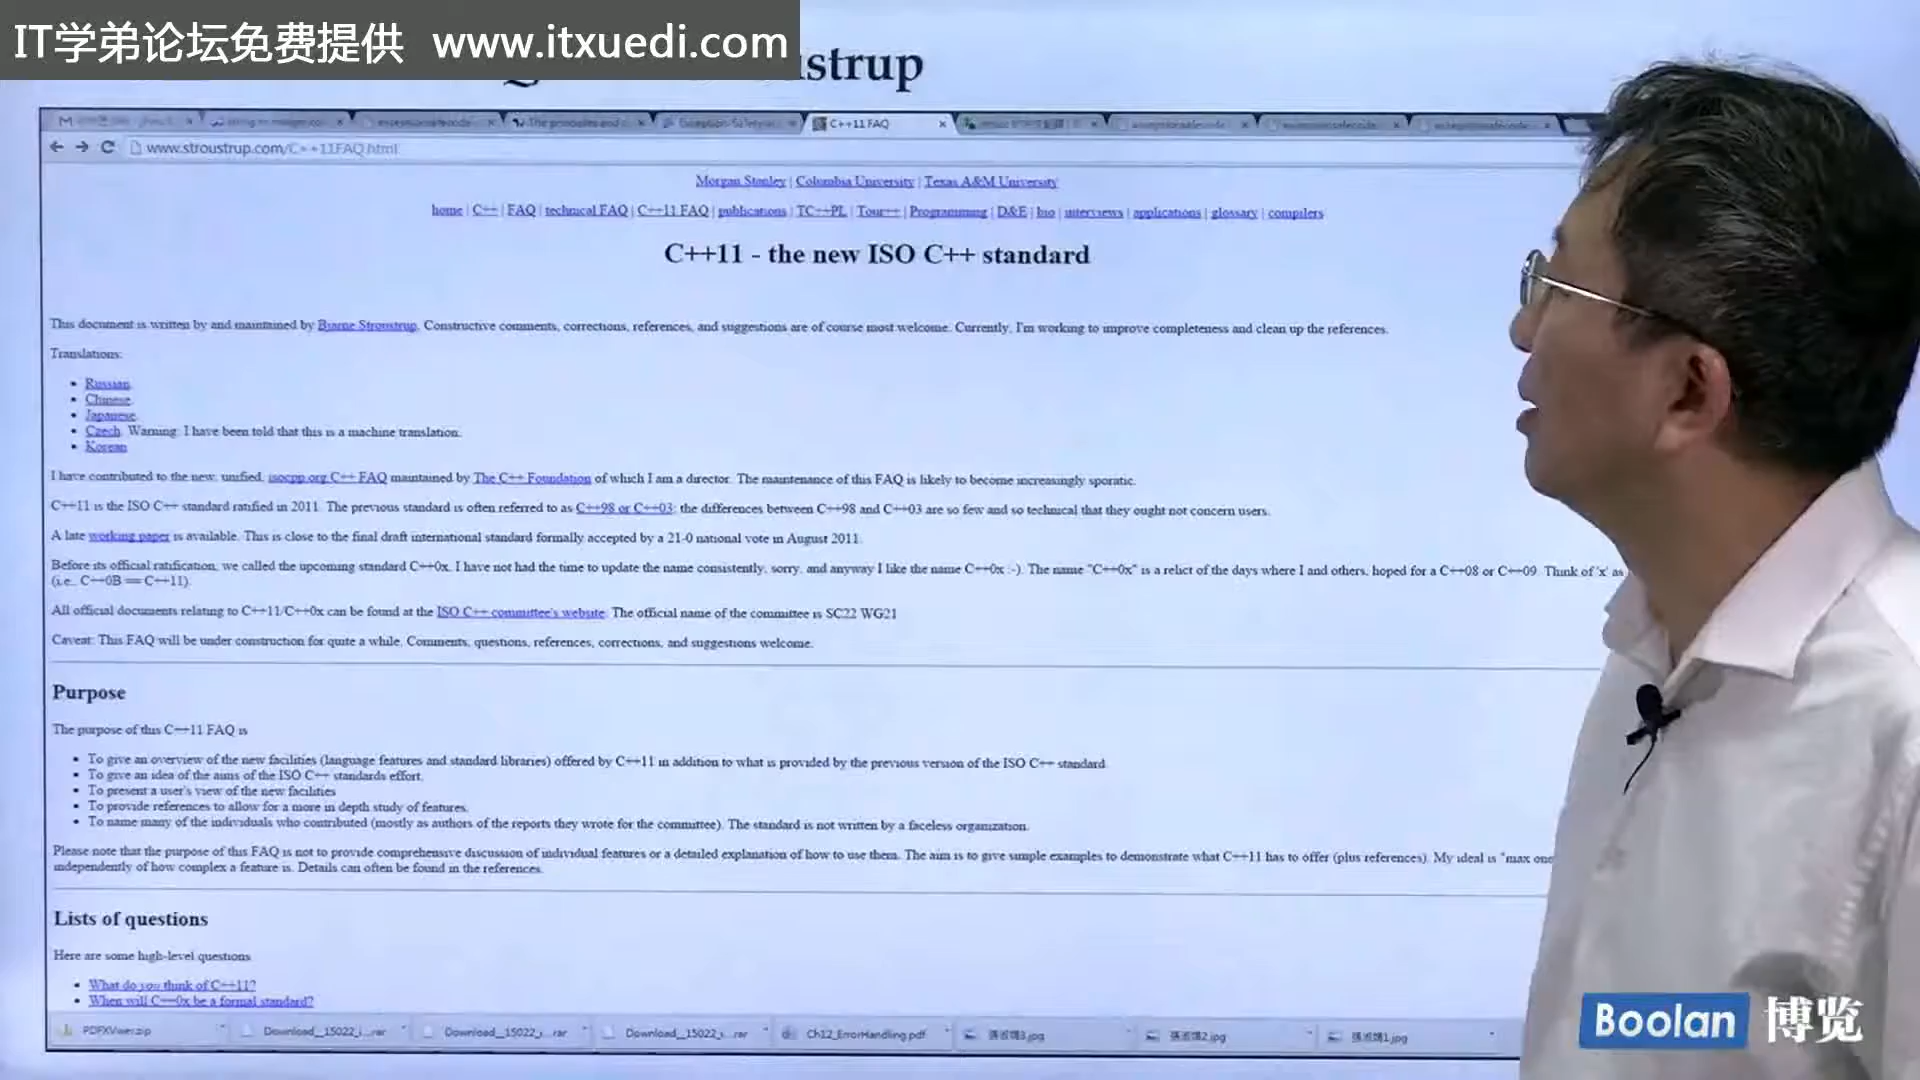 IT学弟论坛免费提供 www.itxuedi.com
strup
C++11 FAQ
www.stroustrup.com/C++11FAQ.html
Morgan Stanley | Columbia University | Texas A&M University
home | C++ | FAQ | technical FAQ | C++11 FAQ | publications | TC++PL | Tour++ | Programming | D&E | bio | interviews | applications | glossary | compilers
C++11 - the new ISO C++ standard
This document is written by and maintained by Bjarne Stroustrup. Constructive comments, corrections, references, and suggestions are of course most welcome. Currently, I'm working to improve completeness and clean up the references.
Translations:
• Russian
• Chinese
• Japanese
• Czech. Warning: I have been told that this is a machine translation.
• Korean
I have contributed to the new, unified, isocpp.org C++ FAQ maintained by The C++ Foundation of which I am a director. The maintenance of this FAQ is likely to become increasingly sporatic.
C++11 is the ISO C++ standard ratified in 2011. The previous standard is often referred to as C++98 or C++03; the differences between C++98 and C++03 are so few and so technical that they ought not concern users.
A late working paper is available. This is close to the final draft international standard formally accepted by a 21-0 national vote in August 2011.
Before its official ratification, we called the upcoming standard C++0x. I have not had the time to update the name consistently, sorry, and anyway I like the name C++0x :-). The name "C++0x" is a relict of the days where I and others, hoped for a C++08 or C++09. Think of 'x' as
(i.e., C++0B == C++11).
All official documents relating to C++11/C++0x can be found at the ISO C++ committee's website. The official name of the committee is SC22 WG21
Caveat: This FAQ will be under construction for quite a while. Comments, questions, references, corrections, and suggestions welcome.
Purpose
The purpose of this C++11 FAQ is
• To give an overview of the new facilities (language features and standard libraries) offered by C++11 in addition to what is provided by the previous version of the ISO C++ standard.
• To give an idea of the aims of the ISO C++ standards effort.
• To present a user's view of the new facilities
• To provide references to allow for a more in depth study of features.
• To name many of the individuals who contributed (mostly as authors of the reports they wrote for the committee). The standard is not written by a faceless organization.
Please note that the purpose of this FAQ is not to provide comprehensive discussion of individual features or a detailed explanation of how to use them. The aim is to give simple examples to demonstrate what C++11 has to offer (plus references). My ideal is "max one
independently of how complex a feature is. Details can often be found in the references.
Lists of questions
Here are some high-level questions
• What do you think of C++11?
• When will C++0x be a formal standard?
PDFXVwer.zip Download__15022_ ...rar Download__15022_ ...rar Download__15022_ ...rar Ch12_ErrorHandling.pdf
Boolan 博览